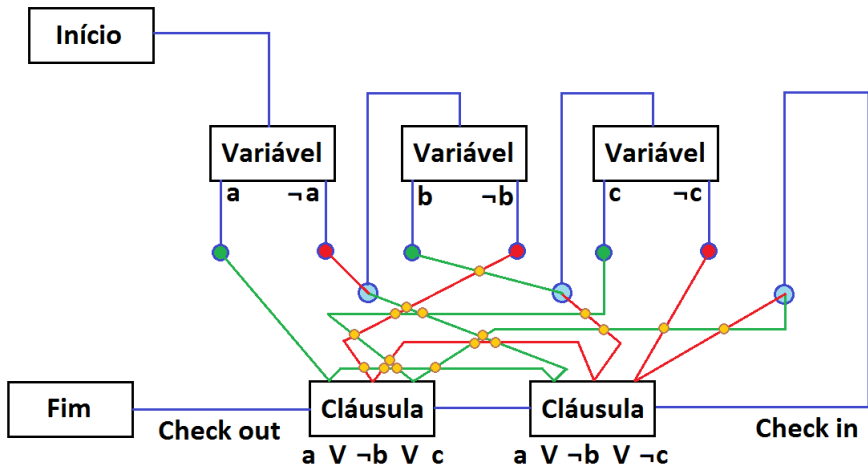 Início
Variável Variável Variável
a ¬a b ¬b c ¬c
Fim
Check out
Cláusula Cláusula
Check in
a V ¬b V c a V ¬b V ¬c